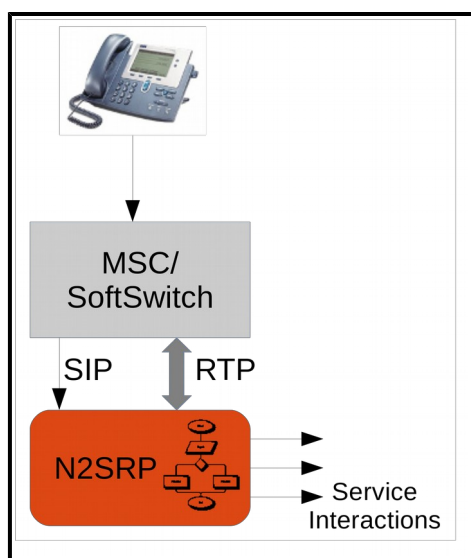 MSC/
SoftSwitch
SIP
RTP
N2SRP
Service
Interactions